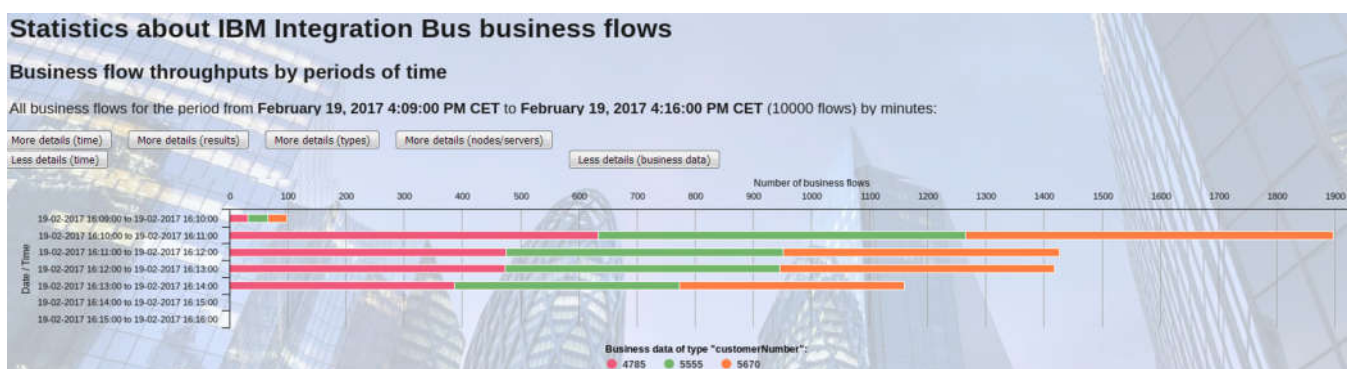 Statistics about IBM Integration Bus business flows
Business flow throughputs by periods of time
All business flows for the period from February 19, 2017 4:09:00 PM CET to February 19, 2017 4:16:00 PM CET (10000 flows) by minutes:
More details (time) More details (results) More details (types) More details (nodes/servers)
Less details (time) Less details (business data)
Number of business flows
0 100 200 300 400 500 600 700 800 900 1000 1100 1200 1300 1400 1500 1600 1700 1800 1900
Date / Time
19-02-2017 16:09:00 to 19-02-2017 16:10:00
19-02-2017 16:10:00 to 19-02-2017 16:11:00
19-02-2017 16:11:00 to 19-02-2017 16:12:00
19-02-2017 16:12:00 to 19-02-2017 16:13:00
19-02-2017 16:13:00 to 19-02-2017 16:14:00
19-02-2017 16:14:00 to 19-02-2017 16:15:00
19-02-2017 16:15:00 to 19-02-2017 16:16:00
Business data of type "customerNumber":
4785 5555 5670